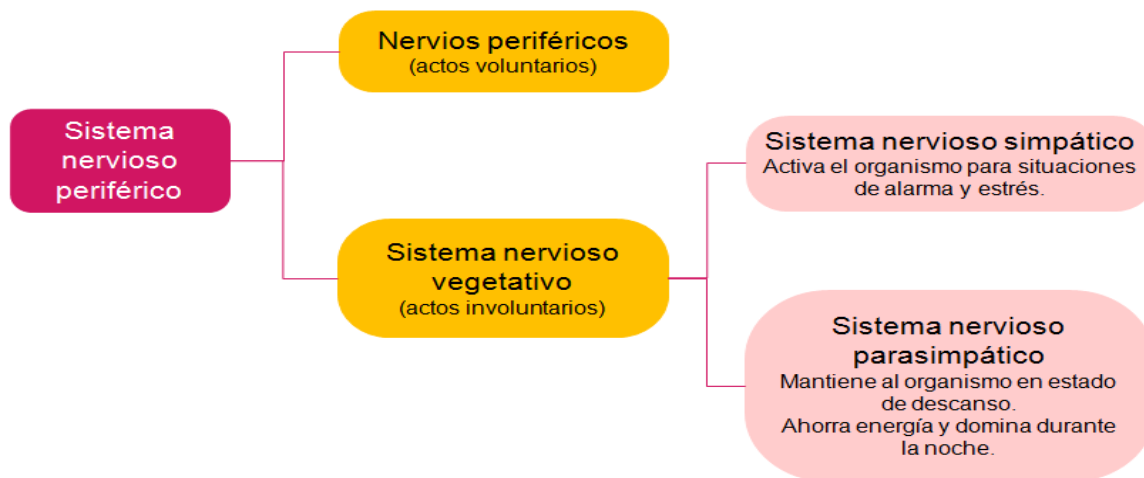 Nervios periféricos
(actos voluntarios)
Sistema
nervioso
periférico
Sistema nervioso simpático
Activa el organismo para situaciones
de alarma y estrés.
Sistema nervioso
vegetativo
(actos involuntarios)
Sistema nervioso
parasimpático
Mantiene al organismo en estado
de descanso.
Ahorra energía y domina durante
la noche.